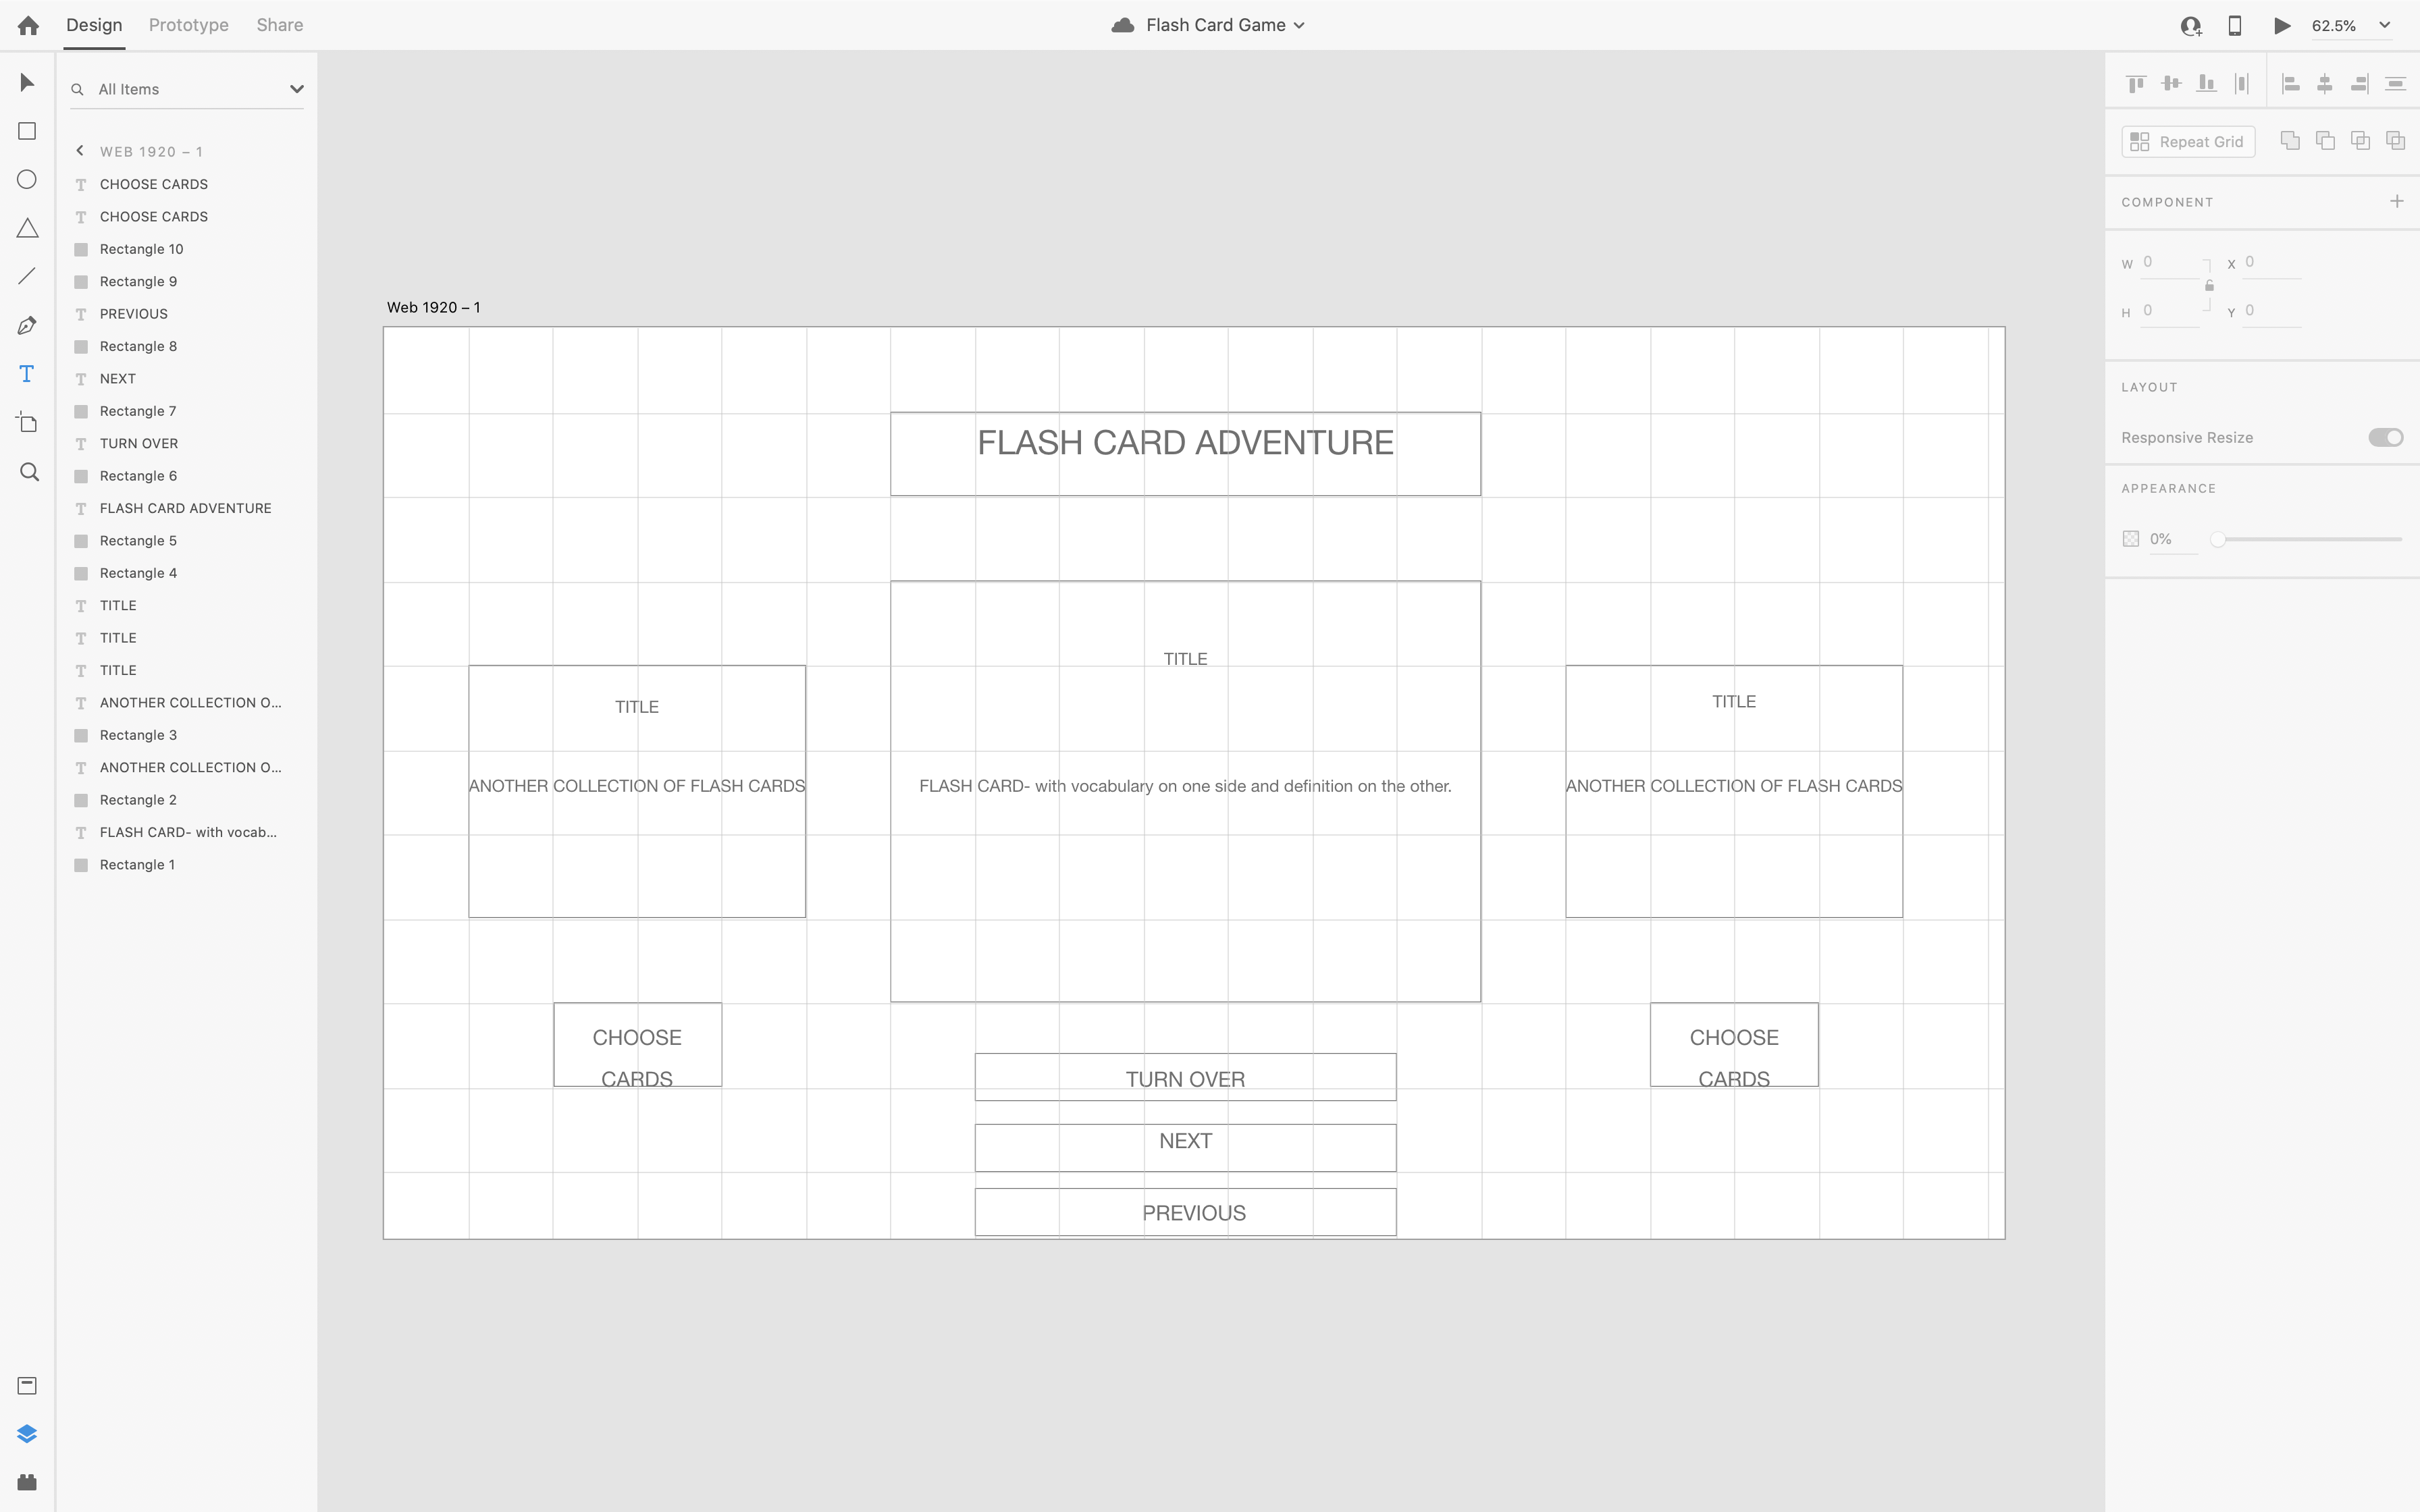 Design Prototype Share
Flash Card Game
62.5%
All Items
WEB 1920 – 1
CHOOSE CARDS
CHOOSE CARDS
Rectangle 10
Rectangle 9
PREVIOUS
Rectangle 8
NEXT
Rectangle 7
TURN OVER
Rectangle 6
FLASH CARD ADVENTURE
Rectangle 5
Rectangle 4
TITLE
TITLE
TITLE
ANOTHER COLLECTION O...
Rectangle 3
ANOTHER COLLECTION O...
Rectangle 2
FLASH CARD- with vocab...
Rectangle 1
Web 1920 – 1
FLASH CARD ADVENTURE
TITLE
ANOTHER COLLECTION OF FLASH CARDS
TITLE
FLASH CARD- with vocabulary on one side and definition on the other.
TITLE
ANOTHER COLLECTION OF FLASH CARDS
CHOOSE
CARDS
TURN OVER
NEXT
PREVIOUS
CHOOSE
CARDS
Repeat Grid
COMPONENT
W 0 X 0
H 0 Y 0
LAYOUT
Responsive Resize
APPEARANCE
0%